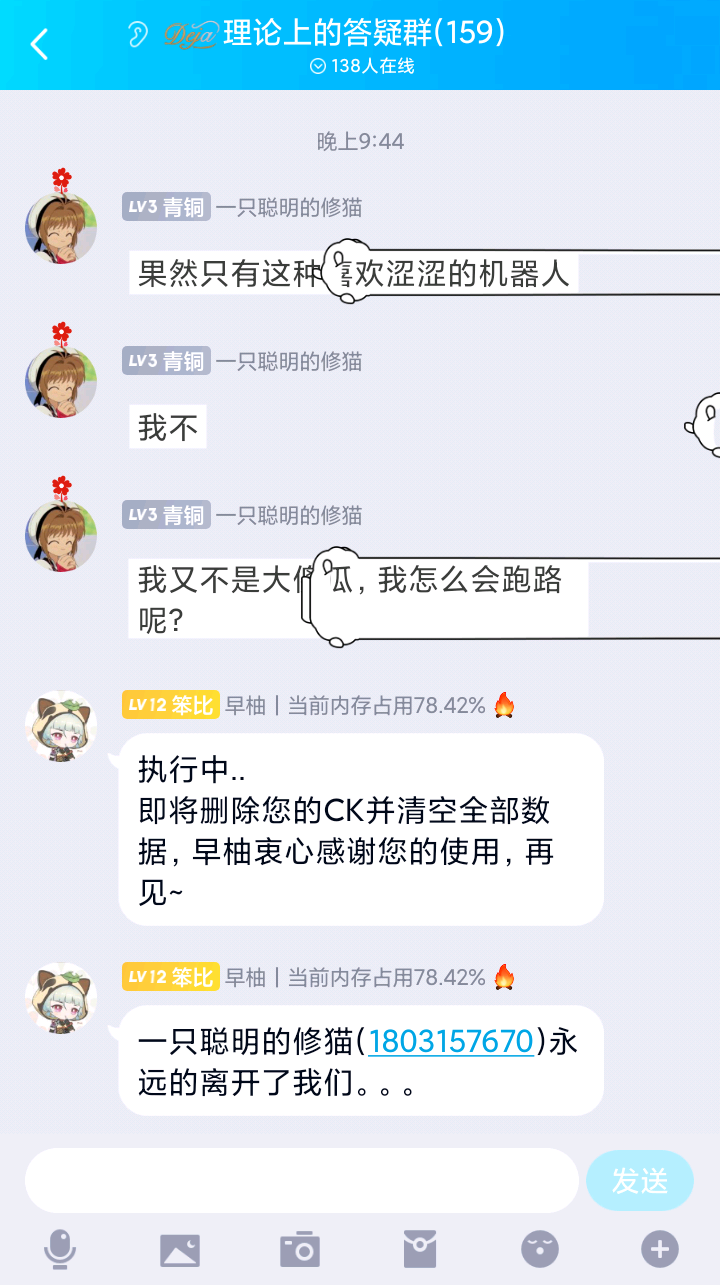 Deja 理论上的答疑群(159)
138人在线
晚上9:44
LV3 青铜 一只聪明的修猫
果然只有这种喜欢涩涩的机器人
LV3 青铜 一只聪明的修猫
我不
LV3 青铜 一只聪明的修猫
我又不是大傻瓜，我怎么会跑路
呢?
LV12 笨比 早柚丨当前内存占用78.42%
执行中..
即将删除您的CK并清空全部数
据，早柚衷心感谢您的使用，再
见~
LV12 笨比 早柚丨当前内存占用78.42%
一只聪明的修猫(1803157670)永
远的离开了我们。。。
发送